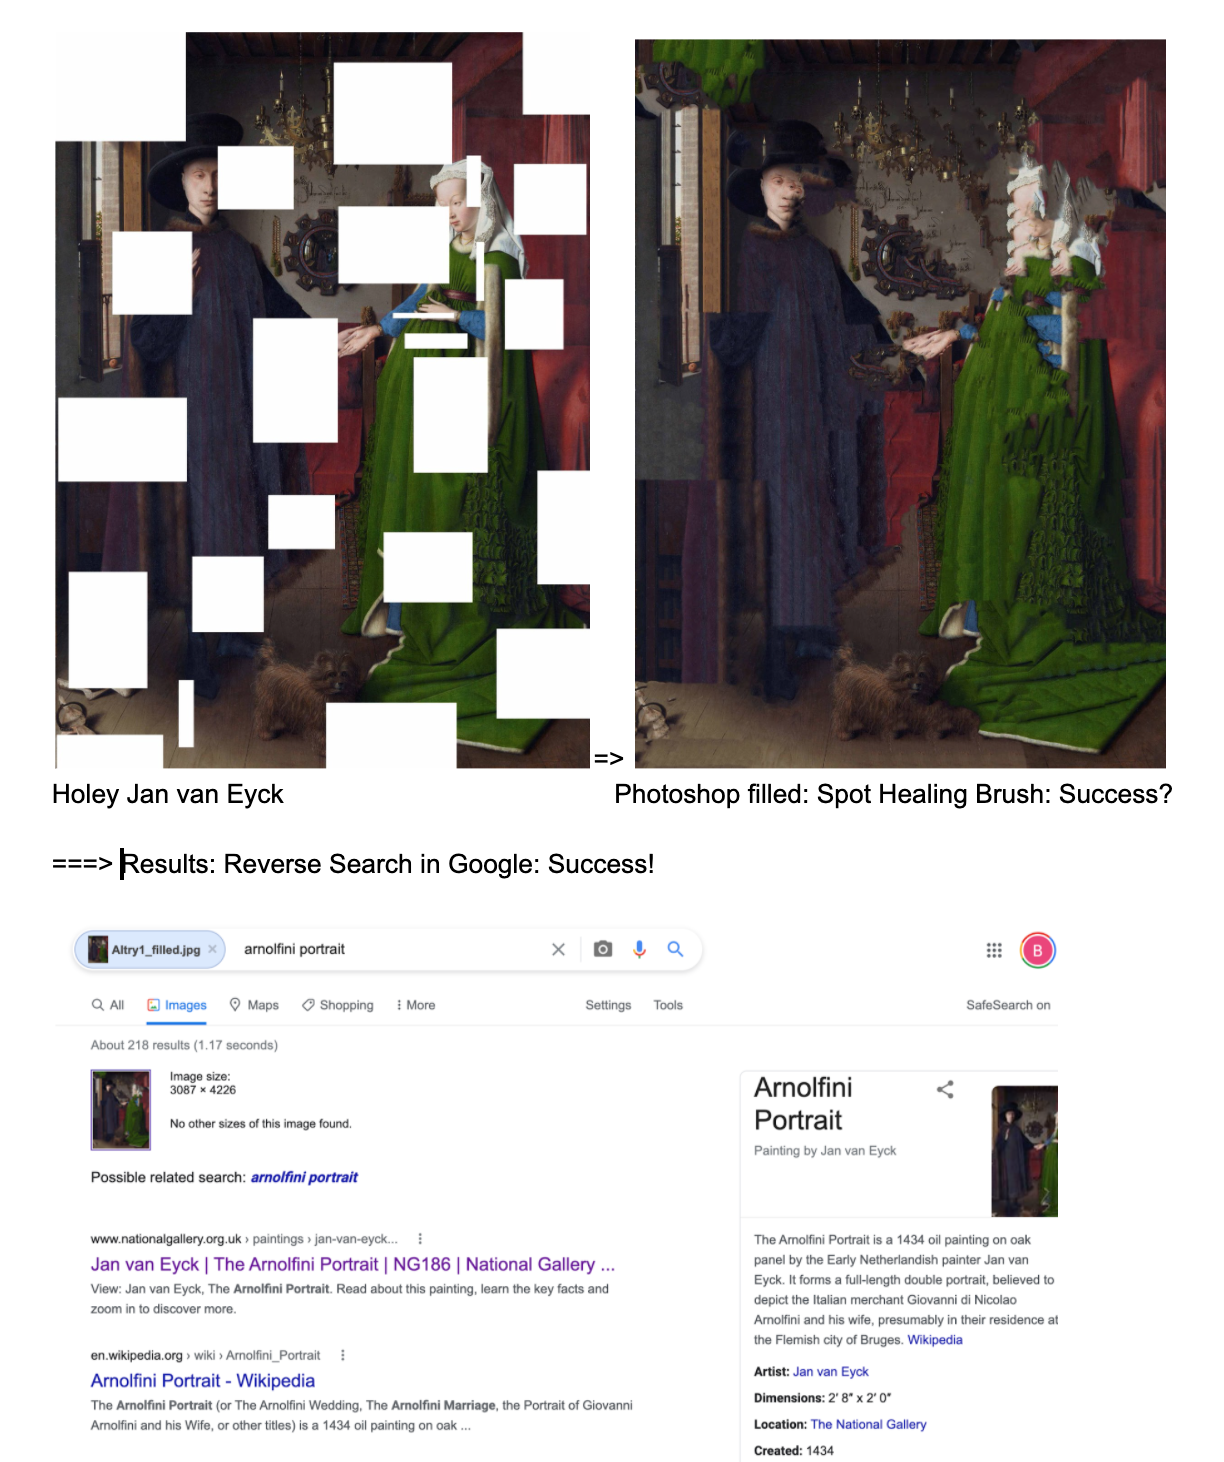 =>
Holey Jan van Eyck
Photoshop filled: Spot Healing Brush: Success?
===> Results: Reverse Search in Google: Success!
Altry1_filled.jpg × arnolfini portrait
B
All Images Maps Shopping More Settings Tools SafeSearch on
About 218 results (1.17 seconds)
Image size:
3087 × 4226
No other sizes of this image found.
Possible related search: arnolfini portrait
www.nationalgallery.org.uk › paintings › jan-van-eyck...
Jan van Eyck | The Arnolfini Portrait | NG186 | National Gallery ...
View: Jan van Eyck, The Arnolfini Portrait. Read about this painting, learn the key facts and
zoom in to discover more.
en.wikipedia.org › wiki › Arnolfini_Portrait
Arnolfini Portrait - Wikipedia
The Arnolfini Portrait (or The Arnolfini Wedding, The Arnolfini Marriage, the Portrait of Giovanni
Arnolfini and his Wife, or other titles) is a 1434 oil painting on oak ...
Arnolfini
Portrait
Painting by Jan van Eyck
The Arnolfini Portrait is a 1434 oil painting on oak
panel by the Early Netherlandish painter Jan van
Eyck. It forms a full-length double portrait, believed to
depict the Italian merchant Giovanni di Nicolao
Arnolfini and his wife, presumably in their residence at
the Flemish city of Bruges. Wikipedia
Artist: Jan van Eyck
Dimensions: 2′ 8″ x 2′ 0″
Location: The National Gallery
Created: 1434